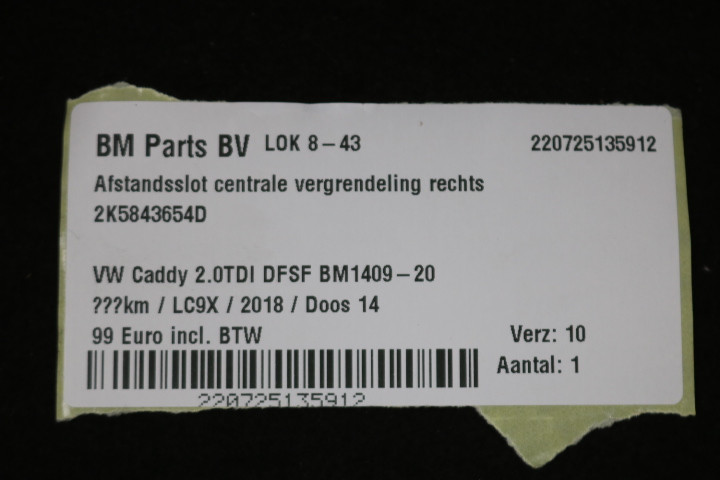 BM Parts BV LOK 8-43 220725135912
Afstandsslot centrale vergrendeling rechts
2K5843654D
VW Caddy 2.0TDI DFSF BM1409-20
???km / LC9X / 2018 / Doos 14
99 Euro incl. BTW Verz: 10
Aantal: 1
220725135912